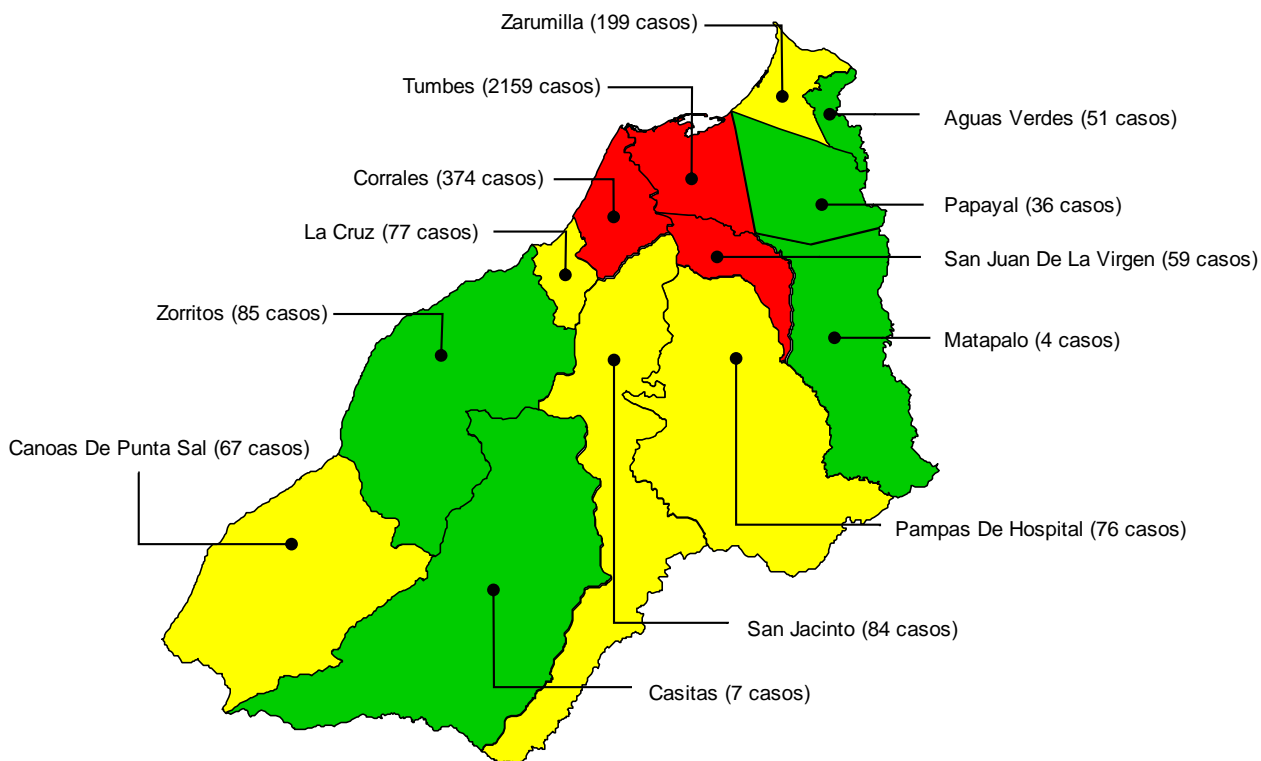 Zarumilla (199 casos)
Tumbes (2159 casos)
Aguas Verdes (51 casos)
Corrales (374 casos)
Papayal (36 casos)
La Cruz (77 casos)
San Juan De La Virgen (59 casos)
Zorritos (85 casos)
Matapalo (4 casos)
Canoas De Punta Sal (67 casos)
Pampas De Hospital (76 casos)
San Jacinto (84 casos)
Casitas (7 casos)